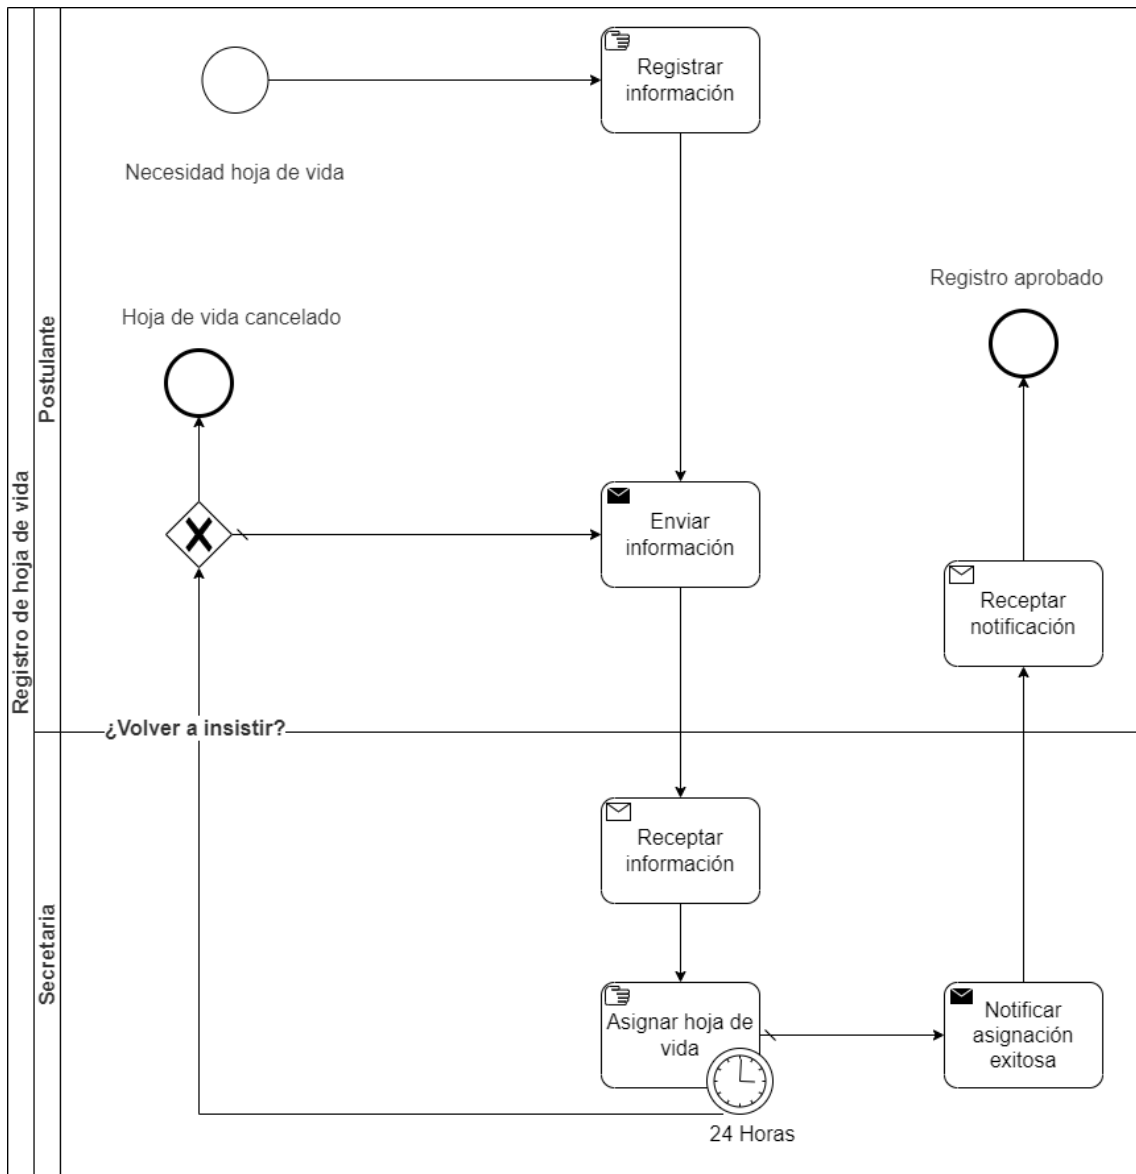 Registro de hoja de vida
Postulante
Registrar
información
Necesidad hoja de vida
Registro aprobado
Hoja de vida cancelado
Enviar
información
Receptar
notificación
¿Volver a insistir?
Secretaria
Receptar
información
Asignar hoja de
vida
Notificar
asignación
exitosa
24 Horas